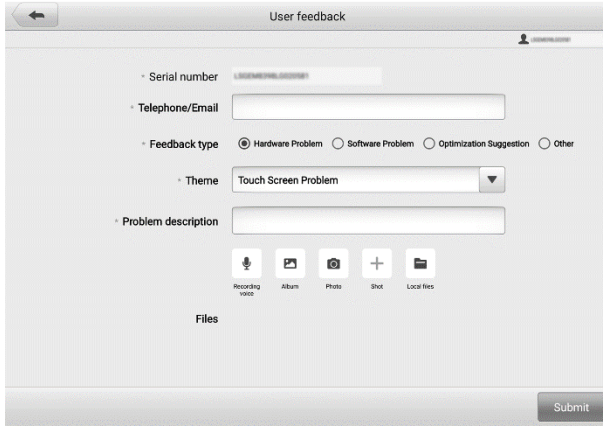 User feedback
* Serial number
* Telephone/Email
* Feedback type Hardware Problem Software Problem Optimization Suggestion Other
* Theme Touch Screen Problem
* Problem description
Recording voice Album Photo Shot Local files
Files
Submit